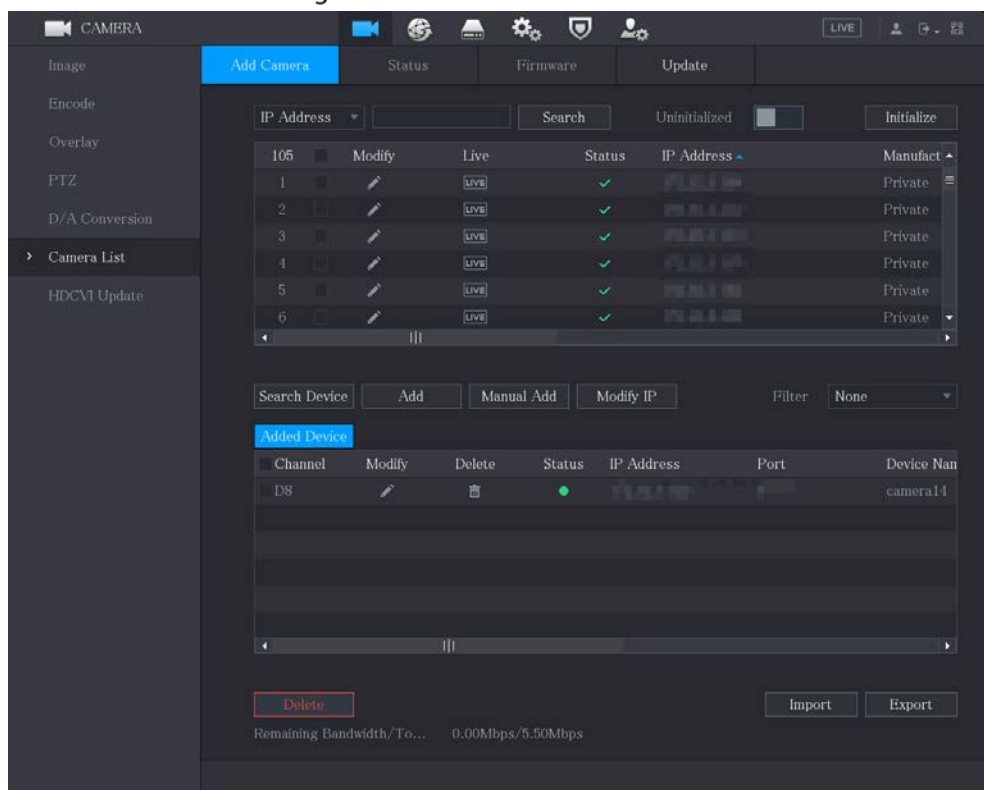 CAMERA LIVE
Image
Encode
Overlay
PTZ
D/A Conversion
Camera List
HDCVI Update
Add Camera Status Firmware Update
IP Address Search Uninitialized Initialize
105 Modify Live Status IP Address Manufact
1 LIVE Private
2 LIVE Private
3 LIVE Private
4 LIVE Private
5 LIVE Private
6 LIVE Private
Search Device Add Manual Add Modify IP Filter None
Added Device
Channel Modify Delete Status IP Address Port Device Nan
D8 camera14
Delete Import Export
Remaining Bandwidth/To... 0.00Mbps/5.50Mbps